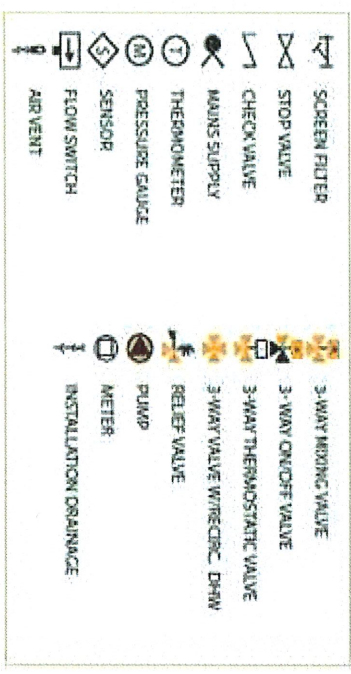 SCREEN FILTER
STOP VALVE
CHECK VALVE
MAINS SUPPLY
T THERMOMETER
M PRESSURE GAUGE
S SENSOR
FLOW SWITCH
AIR VENT
3-WAY MIXING VALVE
3-WAY ON/OFF VALVE
3-WAY THERMOSTATIC VALVE
3-WAY VALVE W/RECIRC. DHW
RELIEF VALVE
PUMP
METER
INSTALLATION DRAINAGE